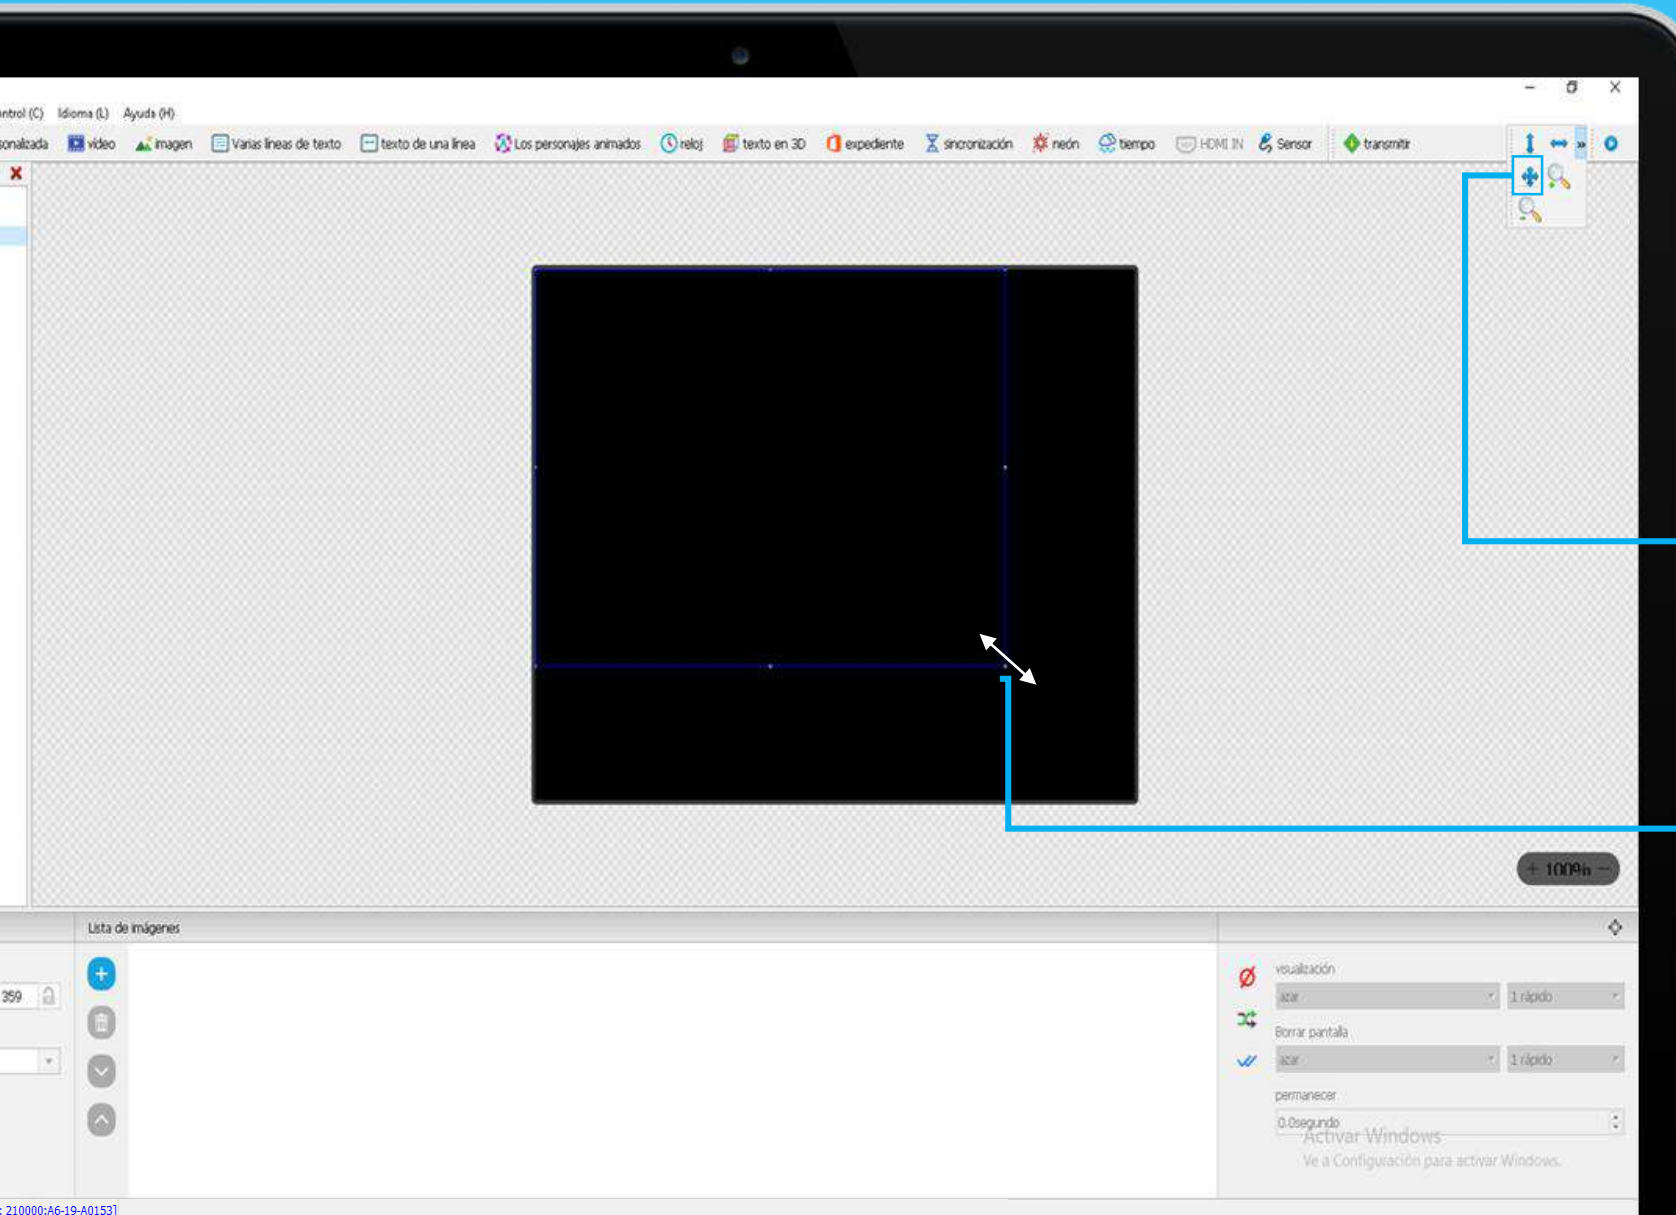 ontrol (C) Idioma (L) Ayuda (H)
sonalizada video imagen Varias líneas de texto texto de una línea Los personajes animados reloj texto en 3D expediente sincronización neón tiempo HDMI IN Sensor transmitir
+ 100% −
Lista de imágenes
visualización
359 azar 1 rápido
Borrar pantalla
azar 1 rápido
permanecer
0.0segundo
Activar Windows
Ve a Configuración para activar Windows.
: 210000:A6-19-A0153]